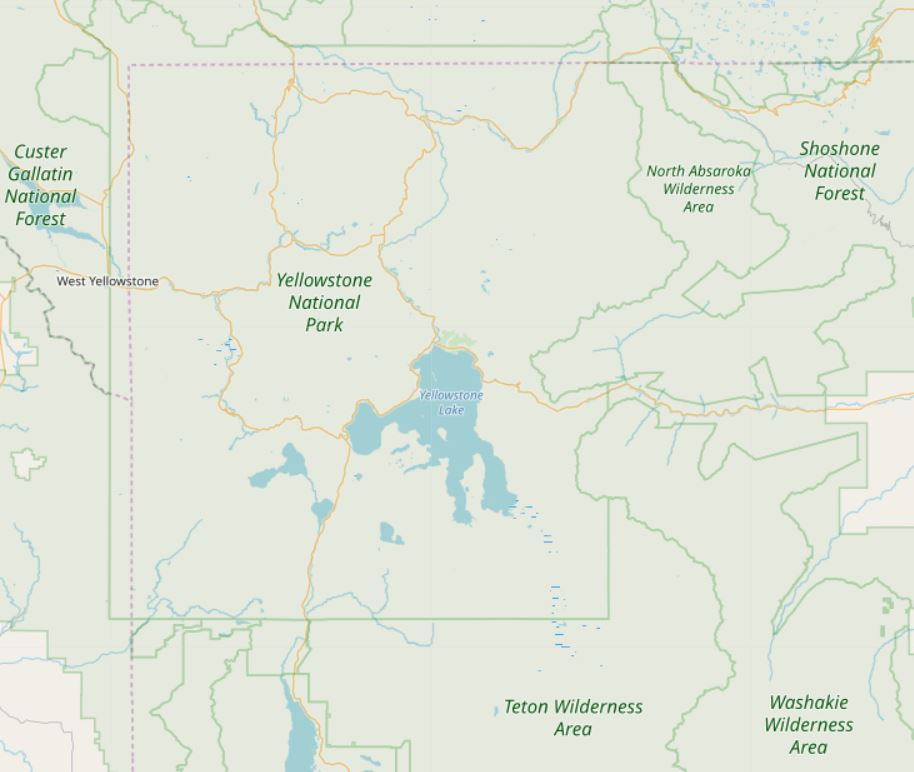 Custer
Gallatin
National
Forest
North Absaroka
Wilderness
Area
Shoshone
National
Forest
West Yellowstone
Yellowstone
National
Park
Yellowstone
Lake
Teton Wilderness
Area
Washakie
Wilderness
Area